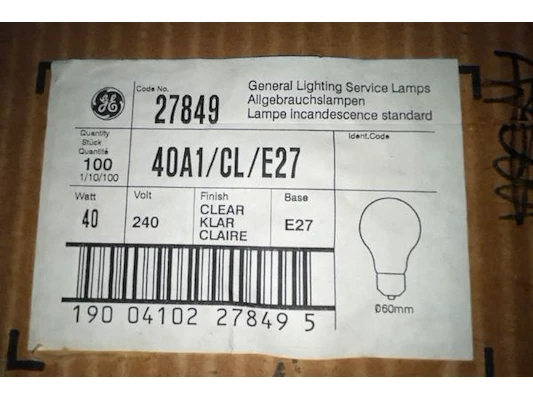 GE
Code No.
27849
General Lighting Service Lamps
Allgebrauchslampen
Lampe incandescence standard
Quantity
Stück
Quantité
100
1/10/100
40A1/CL/E27
Ident.Code
Watt
40
Volt
240
Finish
CLEAR
KLAR
CLAIRE
Base
E27
Ø60mm
190 04102 27849 5